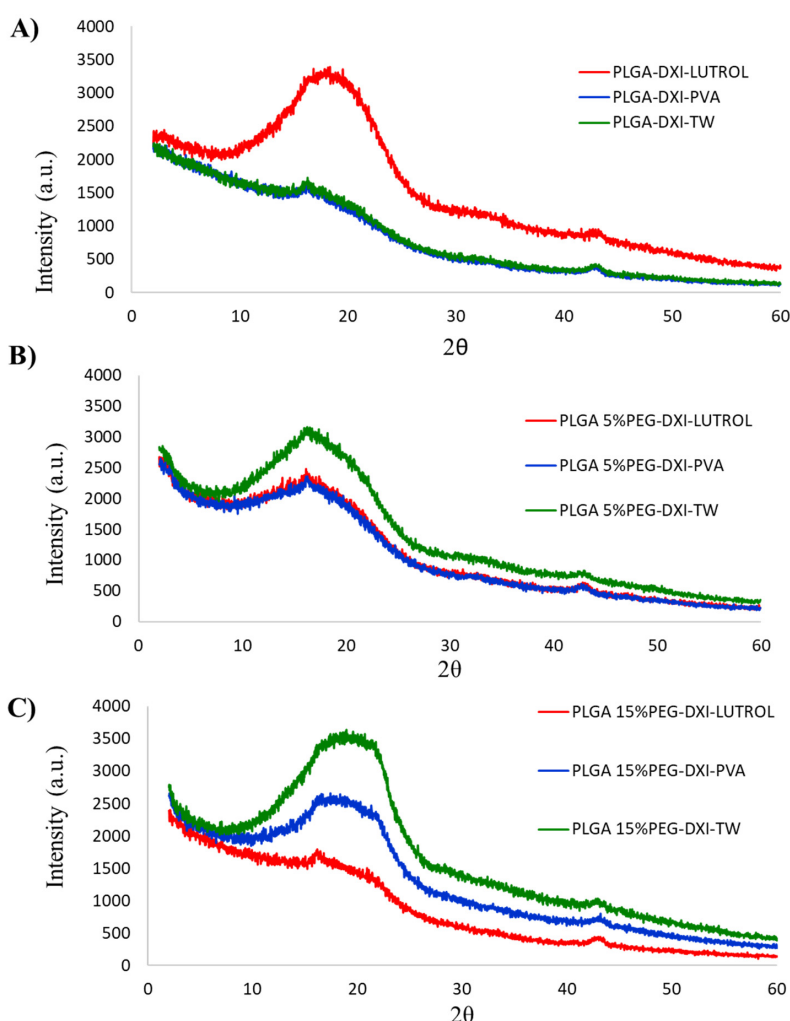 A)
Intensity (a.u.)
4000
3500
3000
2500
2000
1500
1000
500
0
PLGA-DXI-LUTROL
PLGA-DXI-PVA
PLGA-DXI-TW
0 10 20 30 40 50 60
2θ
B)
Intensity (a.u.)
4000
3500
3000
2500
2000
1500
1000
500
0
PLGA 5%PEG-DXI-LUTROL
PLGA 5%PEG-DXI-PVA
PLGA 5%PEG-DXI-TW
0 10 20 30 40 50 60
2θ
C)
Intensity (a.u.)
4000
3500
3000
2500
2000
1500
1000
500
0
PLGA 15%PEG-DXI-LUTROL
PLGA 15%PEG-DXI-PVA
PLGA 15%PEG-DXI-TW
0 10 20 30 40 50 60
2θ